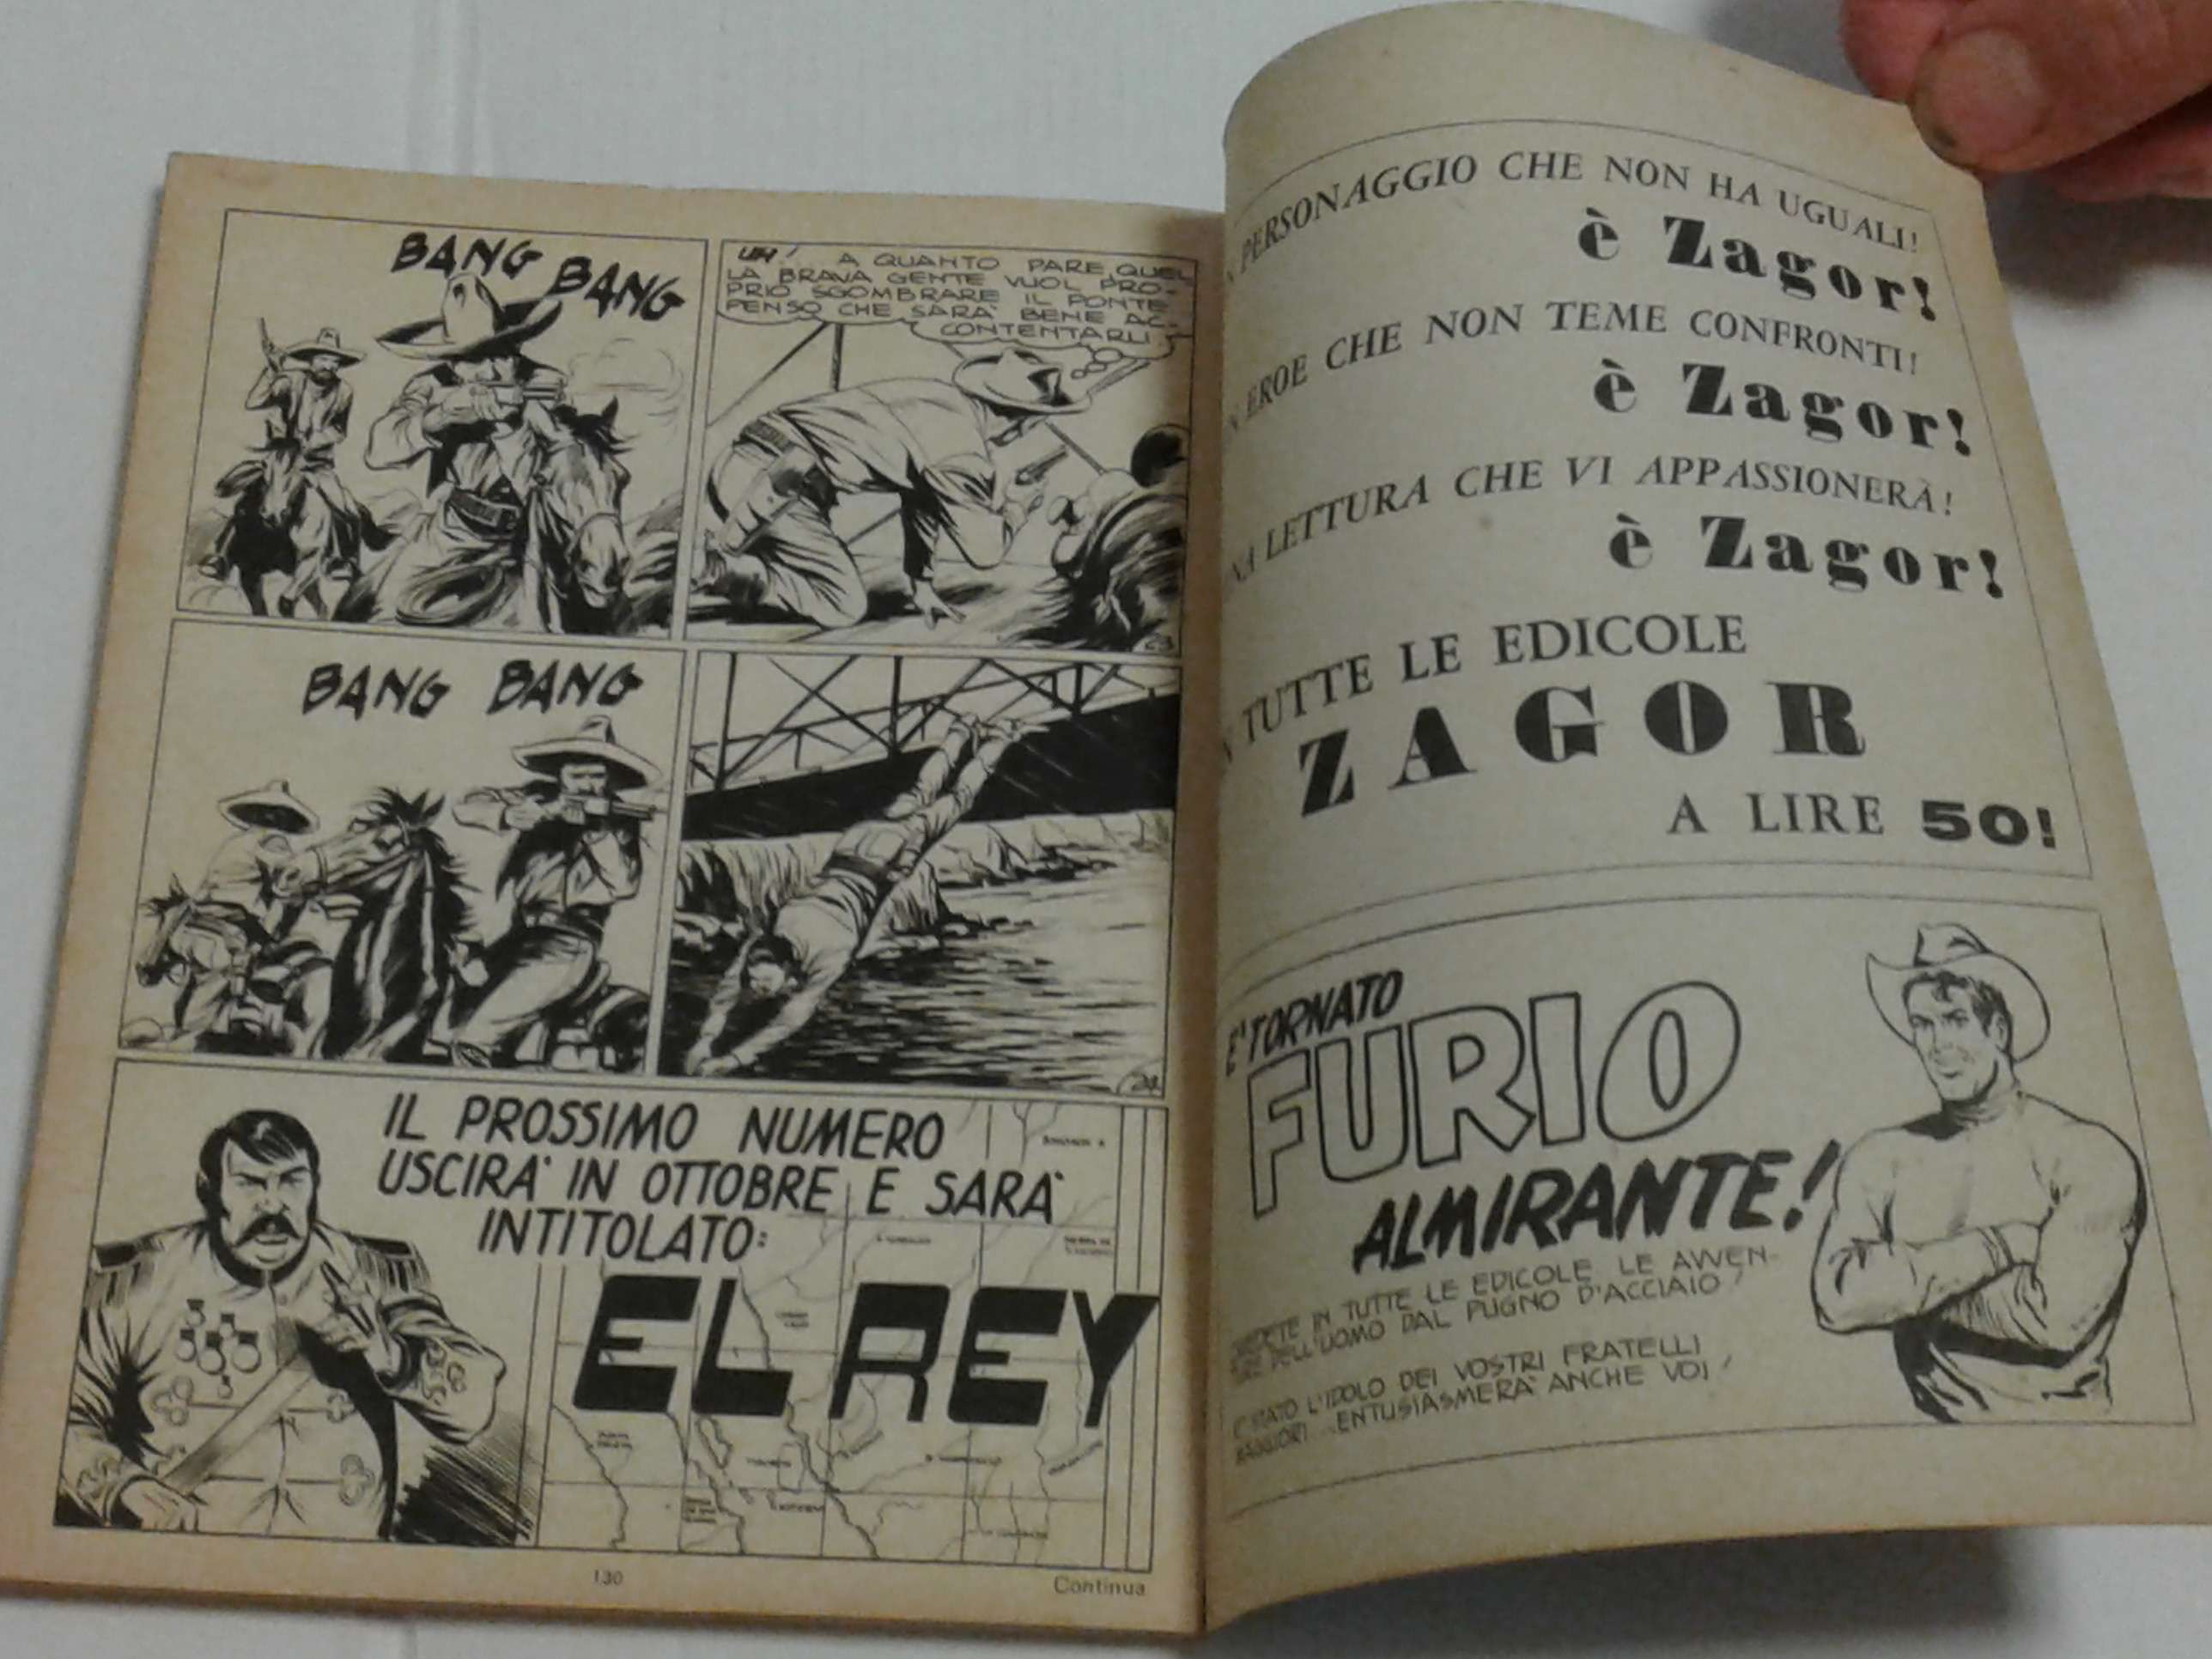 BANG BANG
UH! A QUANTO PARE, QUEL
LA BRAVA GENTE VUOL PRO-
PRIO SGOMBRARE IL PONTE
PENSO CHE SARÀ BENE AC-
CONTENTARLI
BANG BANG
IL PROSSIMO NUMERO
USCIRA' IN OTTOBRE E SARA'
INTITOLATO:
EL REY
130
Continua
PERSONAGGIO CHE NON HA UGUALI!
è Zagor!
EROE CHE NON TEME CONFRONTI!
è Zagor!
LETTURA CHE VI APPASSIONERÀ!
è Zagor!
TUTTE LE EDICOLE
ZAGOR
A LIRE 50!
E' TORNATO
FURIO
ALMIRANTE!
IN TUTTE LE EDICOLE LE AVVEN-
DELL'UOMO DAL PUGNO D'ACCIAIO!
E' STATO L'IDOLO DEI VOSTRI FRATELLI
MAGGIORI ENTUSIASMERA' ANCHE VOI!